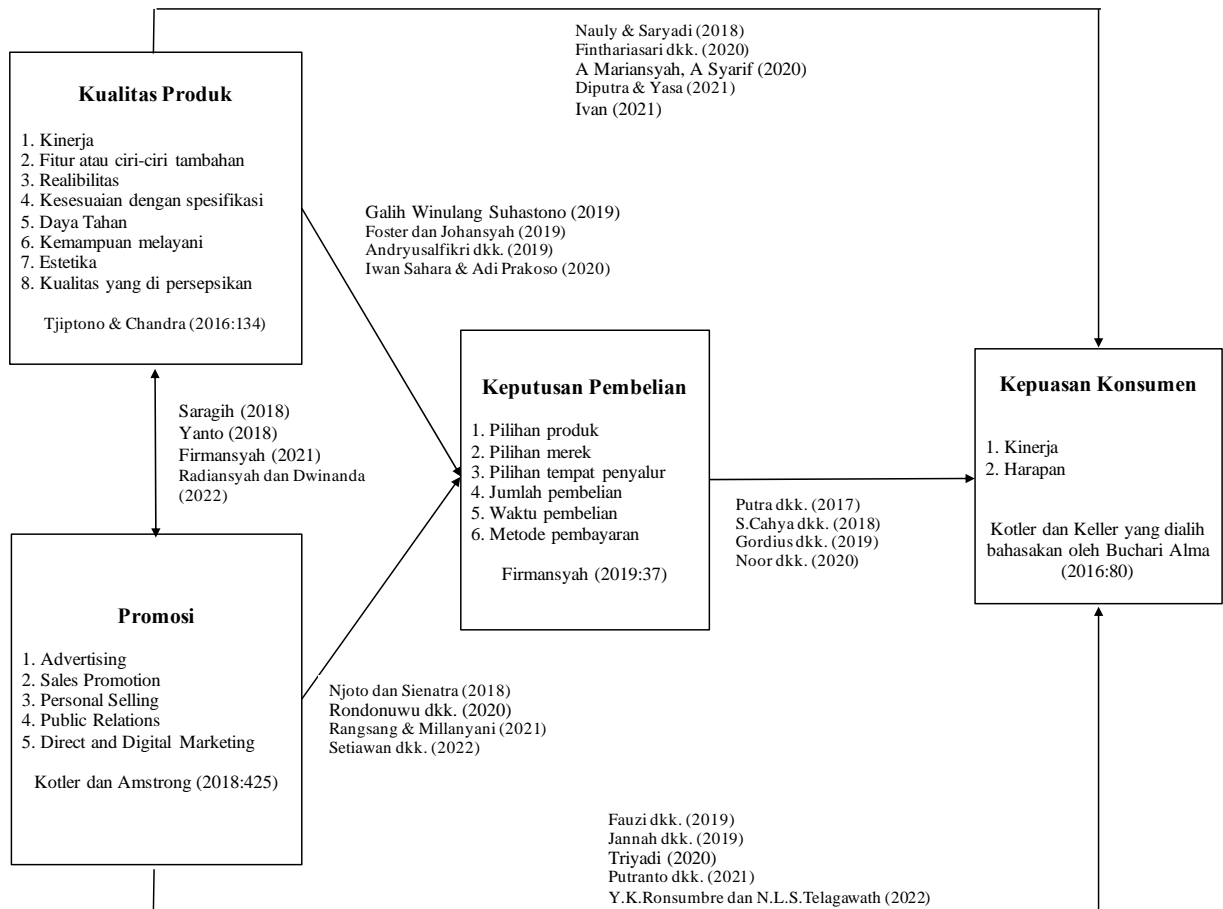 Nauly & Saryadi (2018)
Finthariasari dkk. (2020)
A Mariansyah, A Syarif (2020)
Diputra & Yasa (2021)
Ivan (2021)
Kualitas Produk
1. Kinerja
2. Fitur atau ciri-ciri tambahan
3. Realibilitas
4. Kesesuaian dengan spesifikasi
5. Daya Tahan
6. Kemampuan melayani
7. Estetika
8. Kualitas yang di persepsikan
Tjiptono & Chandra (2016:134)
Galih Winulang Suhastono (2019)
Foster dan Johansyah (2019)
Andryusalfikri dkk. (2019)
Iwan Sahara & Adi Prakoso (2020)
Saragih (2018)
Yanto (2018)
Firmansyah (2021)
Radiansyah dan Dwinanda
(2022)
Keputusan Pembelian
1. Pilihan produk
2. Pilihan merek
3. Pilihan tempat penyalur
4. Jumlah pembelian
5. Waktu pembelian
6. Metode pembayaran
Firmansyah (2019:37)
Kepuasan Konsumen
1. Kinerja
2. Harapan
Kotler dan Keller yang dialih
bahasakan oleh Buchari Alma
(2016:80)
Putra dkk. (2017)
S.Cahya dkk. (2018)
Gordius dkk. (2019)
Noor dkk. (2020)
Promosi
1. Advertising
2. Sales Promotion
3. Personal Selling
4. Public Relations
5. Direct and Digital Marketing
Kotler dan Amstrong (2018:425)
Njoto dan Sienatra (2018)
Rondonuwu dkk. (2020)
Rangsang & Millanyani (2021)
Setiawan dkk. (2022)
Fauzi dkk. (2019)
Jannah dkk. (2019)
Triyadi (2020)
Putranto dkk. (2021)
Y.K.Ronsumbre dan N.L.S.Telagawath (2022)